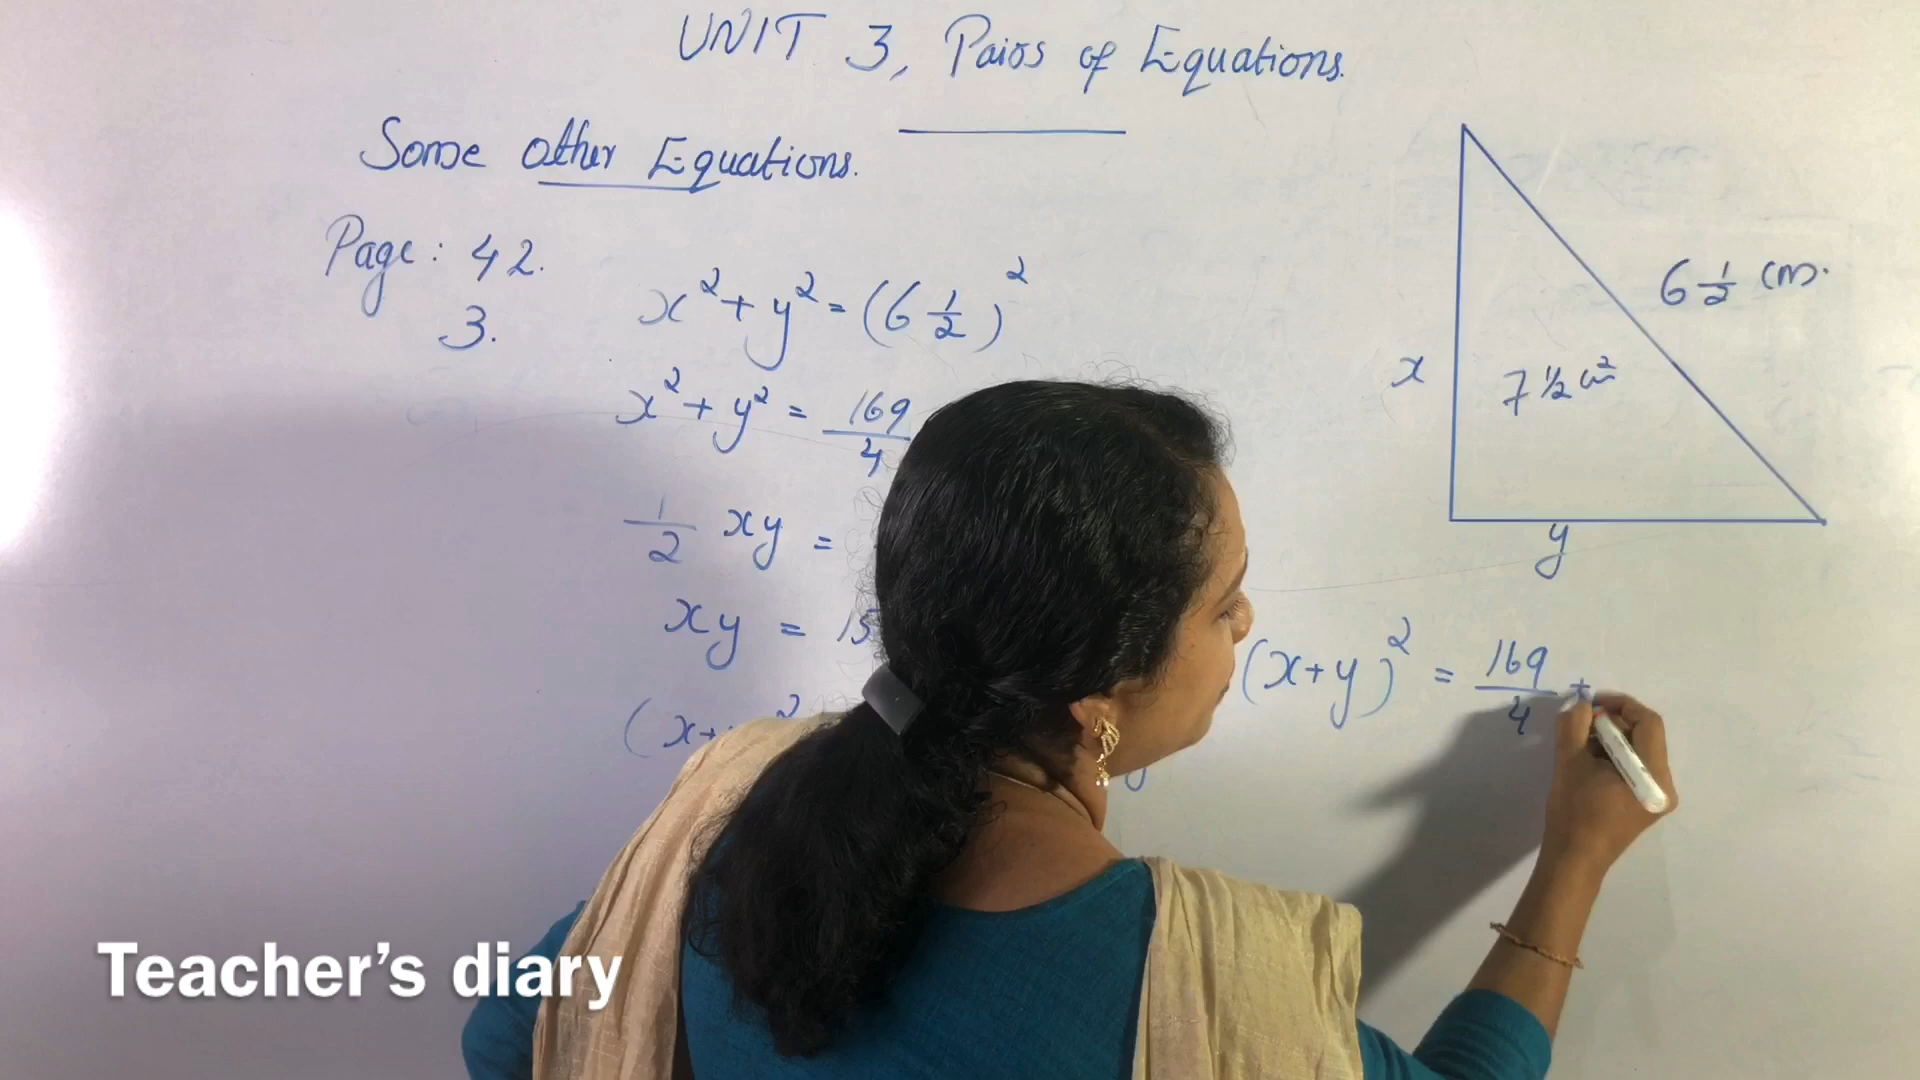 UNIT 3, Pairs of Equations.
Some other Equations.
Page: 42.
3.
x² + y² = (6 1/2)²
x² + y² = 169/4
1/2 xy =
xy = 15
(x+
2
y
(x+y)² = 169/4 +
x
7 1/2 cm²
6 1/2 cm.
y
Teacher's diary